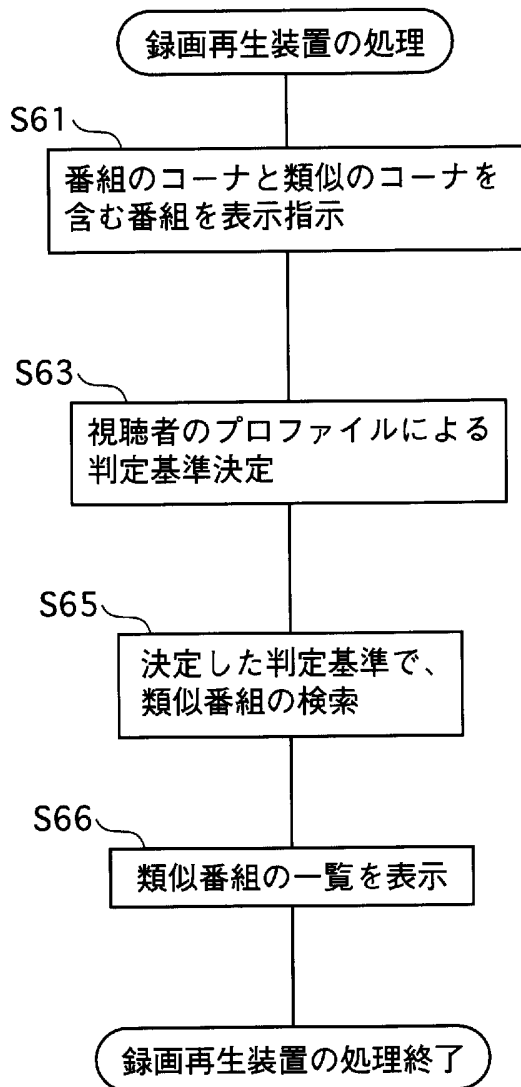 録画再生装置の処理
S61
番組のコーナと類似のコーナを
含む番組を表示指示
S63
視聴者のプロファイルによる
判定基準決定
S65
決定した判定基準で、
類似番組の検索
S66
類似番組の一覧を表示
録画再生装置の処理終了